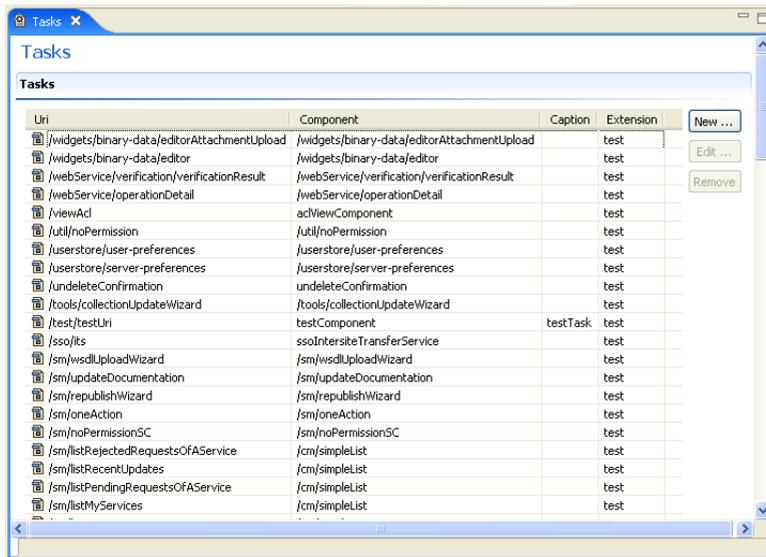 Tasks
Tasks
Tasks
Uri Component Caption Extension New ...
/widgets/binary-data/editorAttachmentUpload /widgets/binary-data/editorAttachmentUpload test
/widgets/binary-data/editor /widgets/binary-data/editor test Edit ...
/webService/verification/verificationResult /webService/verification/verificationResult test
/webService/operationDetail /webService/operationDetail test Remove
/viewAcl aclViewComponent test
/util/noPermission /util/noPermission test
/userstore/user-preferences /userstore/user-preferences test
/userstore/server-preferences /userstore/server-preferences test
/undeleteConfirmation undeleteConfirmation test
/tools/collectionUpdateWizard /tools/collectionUpdateWizard test
/test/testUri testComponent testTask test
/sso/its ssoIntersiteTransferService test
/sm/wsdlUploadWizard /sm/wsdlUploadWizard test
/sm/updateDocumentation /sm/updateDocumentation test
/sm/republishWizard /sm/republishWizard test
/sm/oneAction /sm/oneAction test
/sm/noPermissionSC /sm/noPermissionSC test
/sm/listRejectedRequestsOfAService /cm/simpleList test
/sm/listRecentUpdates /cm/simpleList test
/sm/listPendingRequestsOfAService /cm/simpleList test
/sm/listMyServices /cm/simpleList test